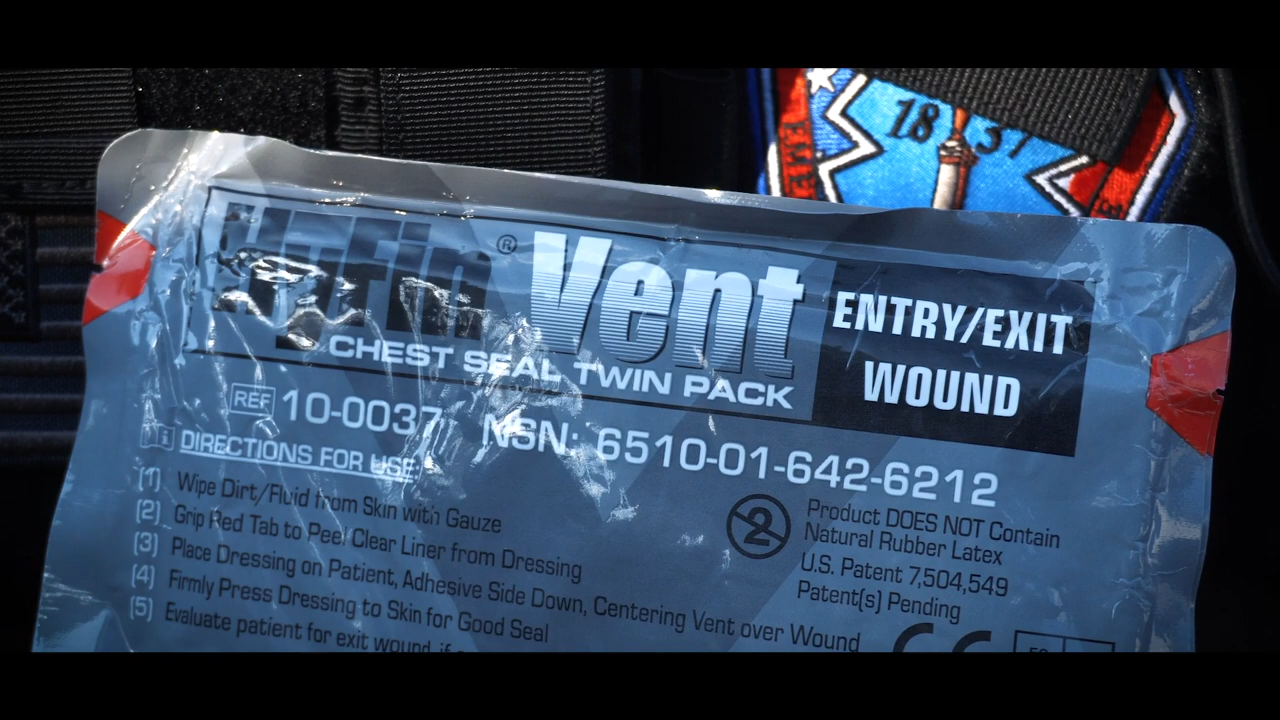 1837
HyFin® Vent
CHEST SEAL TWIN PACK
ENTRY/EXIT
WOUND
REF 10-0037 NSN: 6510-01-642-6212
DIRECTIONS FOR USE
(1) Wipe Dirt/Fluid from Skin with Gauze
(2) Grip Red Tab to Peel Clear Liner from Dressing
(3) Place Dressing on Patient, Adhesive Side Down, Centering Vent over Wound
(4) Firmly Press Dressing to Skin for Good Seal
(5) Evaluate patient for exit wound, if
2
Product DOES NOT Contain
Natural Rubber Latex
U.S. Patent 7,504,549
Patent(s) Pending
CE